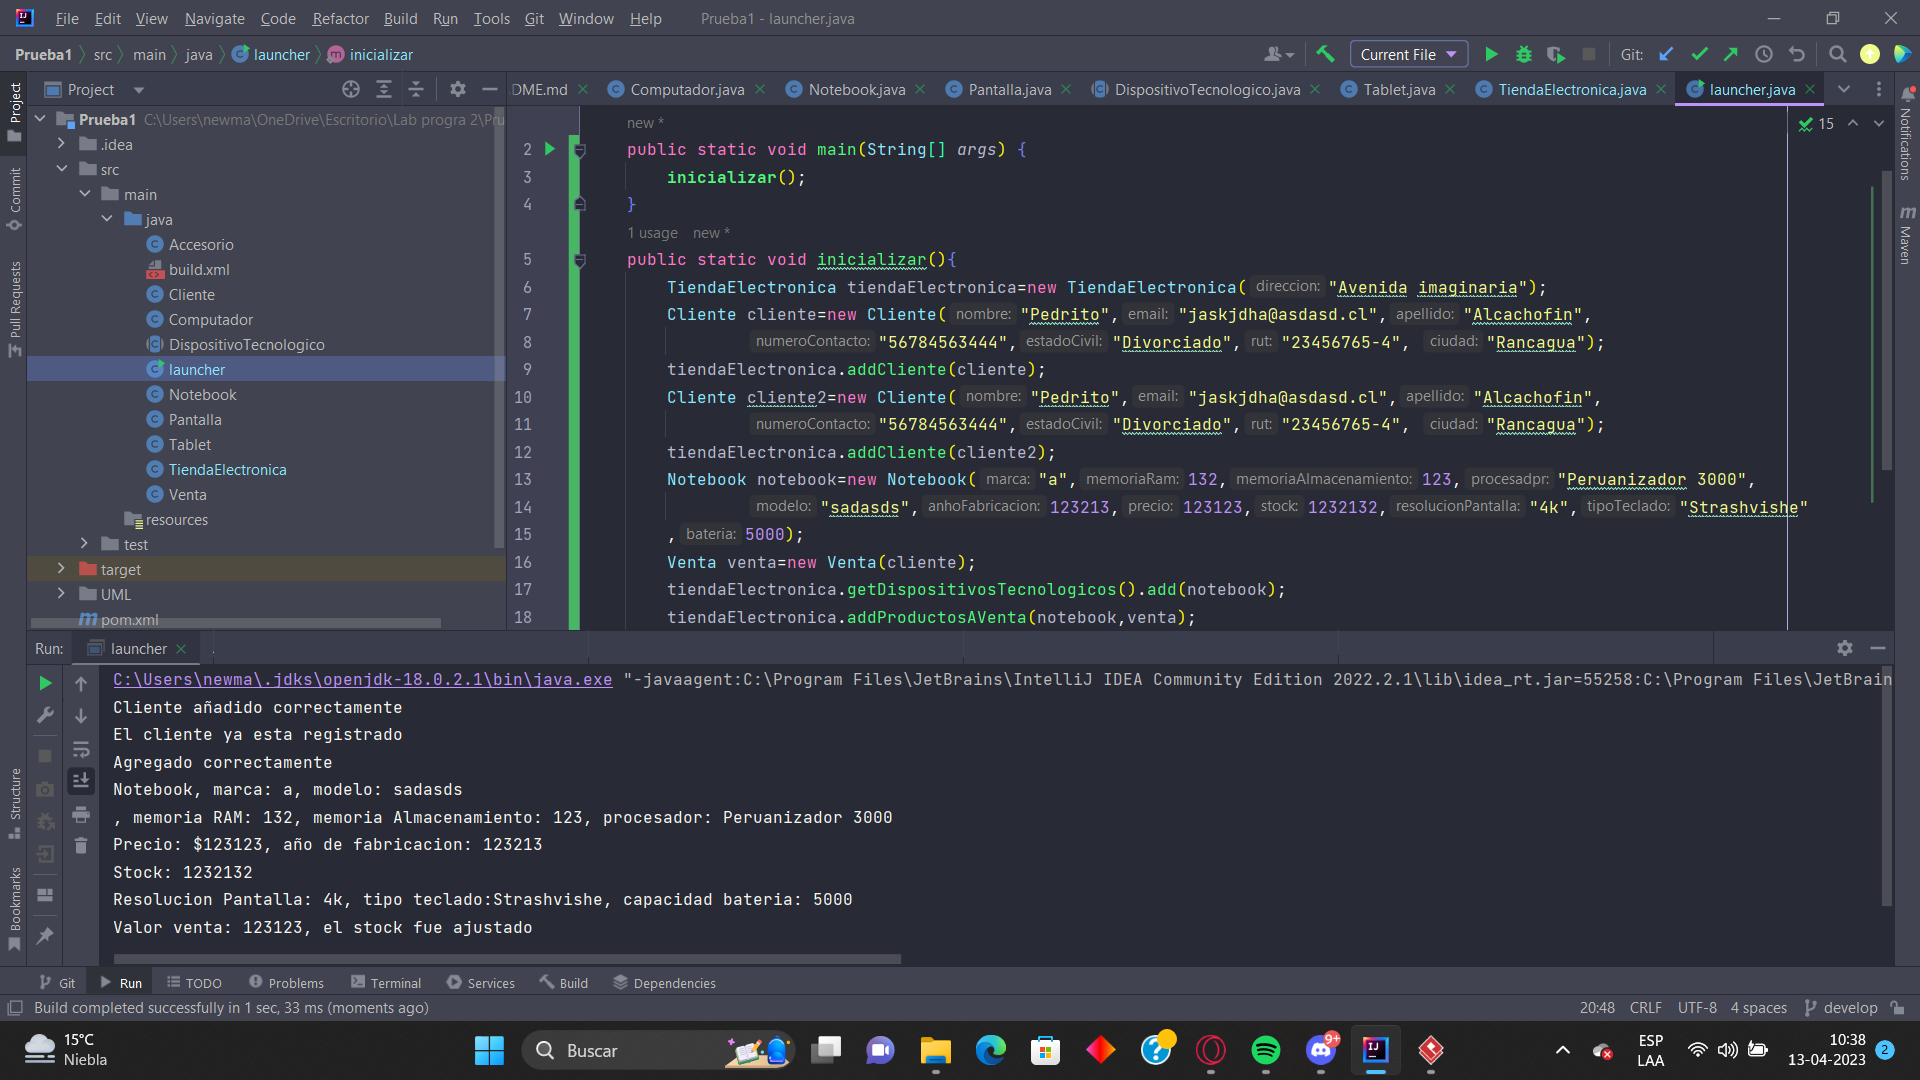 File Edit View Navigate Code Refactor Build Run Tools Git Window Help Prueba1 - launcher.java
Prueba1 src main java launcher inicializar Current File Git:
Project DME.md Computador.java Notebook.java Pantalla.java DispositivoTecnologico.java Tablet.java TiendaElectronica.java launcher.java
Project
Commit
Pull Requests
Structure
Bookmarks
Notifications
Maven
Prueba1 C:\Users\newma\OneDrive\Escritorio\Lab progra 2\Pru
.idea
src
main
java
Accesorio
build.xml
Cliente
Computador
DispositivoTecnologico
launcher
Notebook
Pantalla
Tablet
TiendaElectronica
Venta
resources
test
target
UML
pom.xml
new * 15
2 public static void main(String[] args) {
3 inicializar();
4 }
1 usage new *
5 public static void inicializar(){
6 TiendaElectronica tiendaElectronica=new TiendaElectronica( direccion: "Avenida imaginaria");
7 Cliente cliente=new Cliente( nombre: "Pedrito", email: "jaskjdha@asdasd.cl", apellido: "Alcachofin",
8 numeroContacto: "56784563444", estadoCivil: "Divorciado", rut: "23456765-4", ciudad: "Rancagua");
9 tiendaElectronica.addCliente(cliente);
10 Cliente cliente2=new Cliente( nombre: "Pedrito", email: "jaskjdha@asdasd.cl", apellido: "Alcachofin",
11 numeroContacto: "56784563444", estadoCivil: "Divorciado", rut: "23456765-4", ciudad: "Rancagua");
12 tiendaElectronica.addCliente(cliente2);
13 Notebook notebook=new Notebook( marca: "a", memoriaRam: 132, memoriaAlmacenamiento: 123, procesadpr: "Peruanizador 3000",
14 modelo: "sadasds", anhoFabricacion: 123213, precio: 123123, stock: 1232132, resolucionPantalla: "4k", tipoTeclado: "Strashvishe"
15 , bateria: 5000);
16 Venta venta=new Venta(cliente);
17 tiendaElectronica.getDispositivosTecnologicos().add(notebook);
18 tiendaElectronica.addProductosAVenta(notebook,venta);
Run: launcher
C:\Users\newma\.jdks\openjdk-18.0.2.1\bin\java.exe "-javaagent:C:\Program Files\JetBrains\IntelliJ IDEA Community Edition 2022.2.1\lib\idea_rt.jar=55258:C:\Program Files\JetBrain
Cliente añadido correctamente
El cliente ya esta registrado
Agregado correctamente
Notebook, marca: a, modelo: sadasds
, memoria RAM: 132, memoria Almacenamiento: 123, procesador: Peruanizador 3000
Precio: $123123, año de fabricacion: 123213
Stock: 1232132
Resolucion Pantalla: 4k, tipo teclado:Strashvishe, capacidad bateria: 5000
Valor venta: 123123, el stock fue ajustado
Git Run TODO Problems Terminal Services Build Dependencies
Build completed successfully in 1 sec, 33 ms (moments ago) 20:48 CRLF UTF-8 4 spaces develop
15°C
Niebla
Buscar
9+
ESP
LAA
10:38
13-04-2023
2